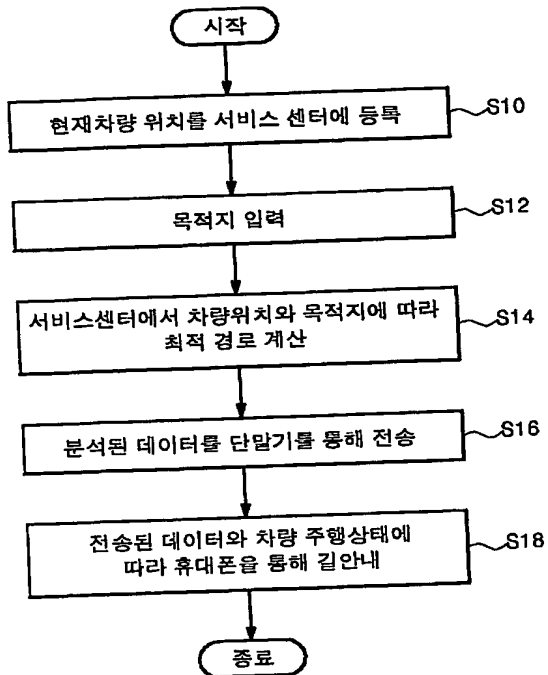 시작
현재차량 위치를 서비스 센터에 등록
S10
목적지 입력
S12
서비스센터에서 차량위치와 목적지에 따라
최적 경로 계산
S14
분석된 데이터를 단말기를 통해 전송
S16
전송된 데이터와 차량 주행상태에
따라 휴대폰을 통해 길안내
S18
종료